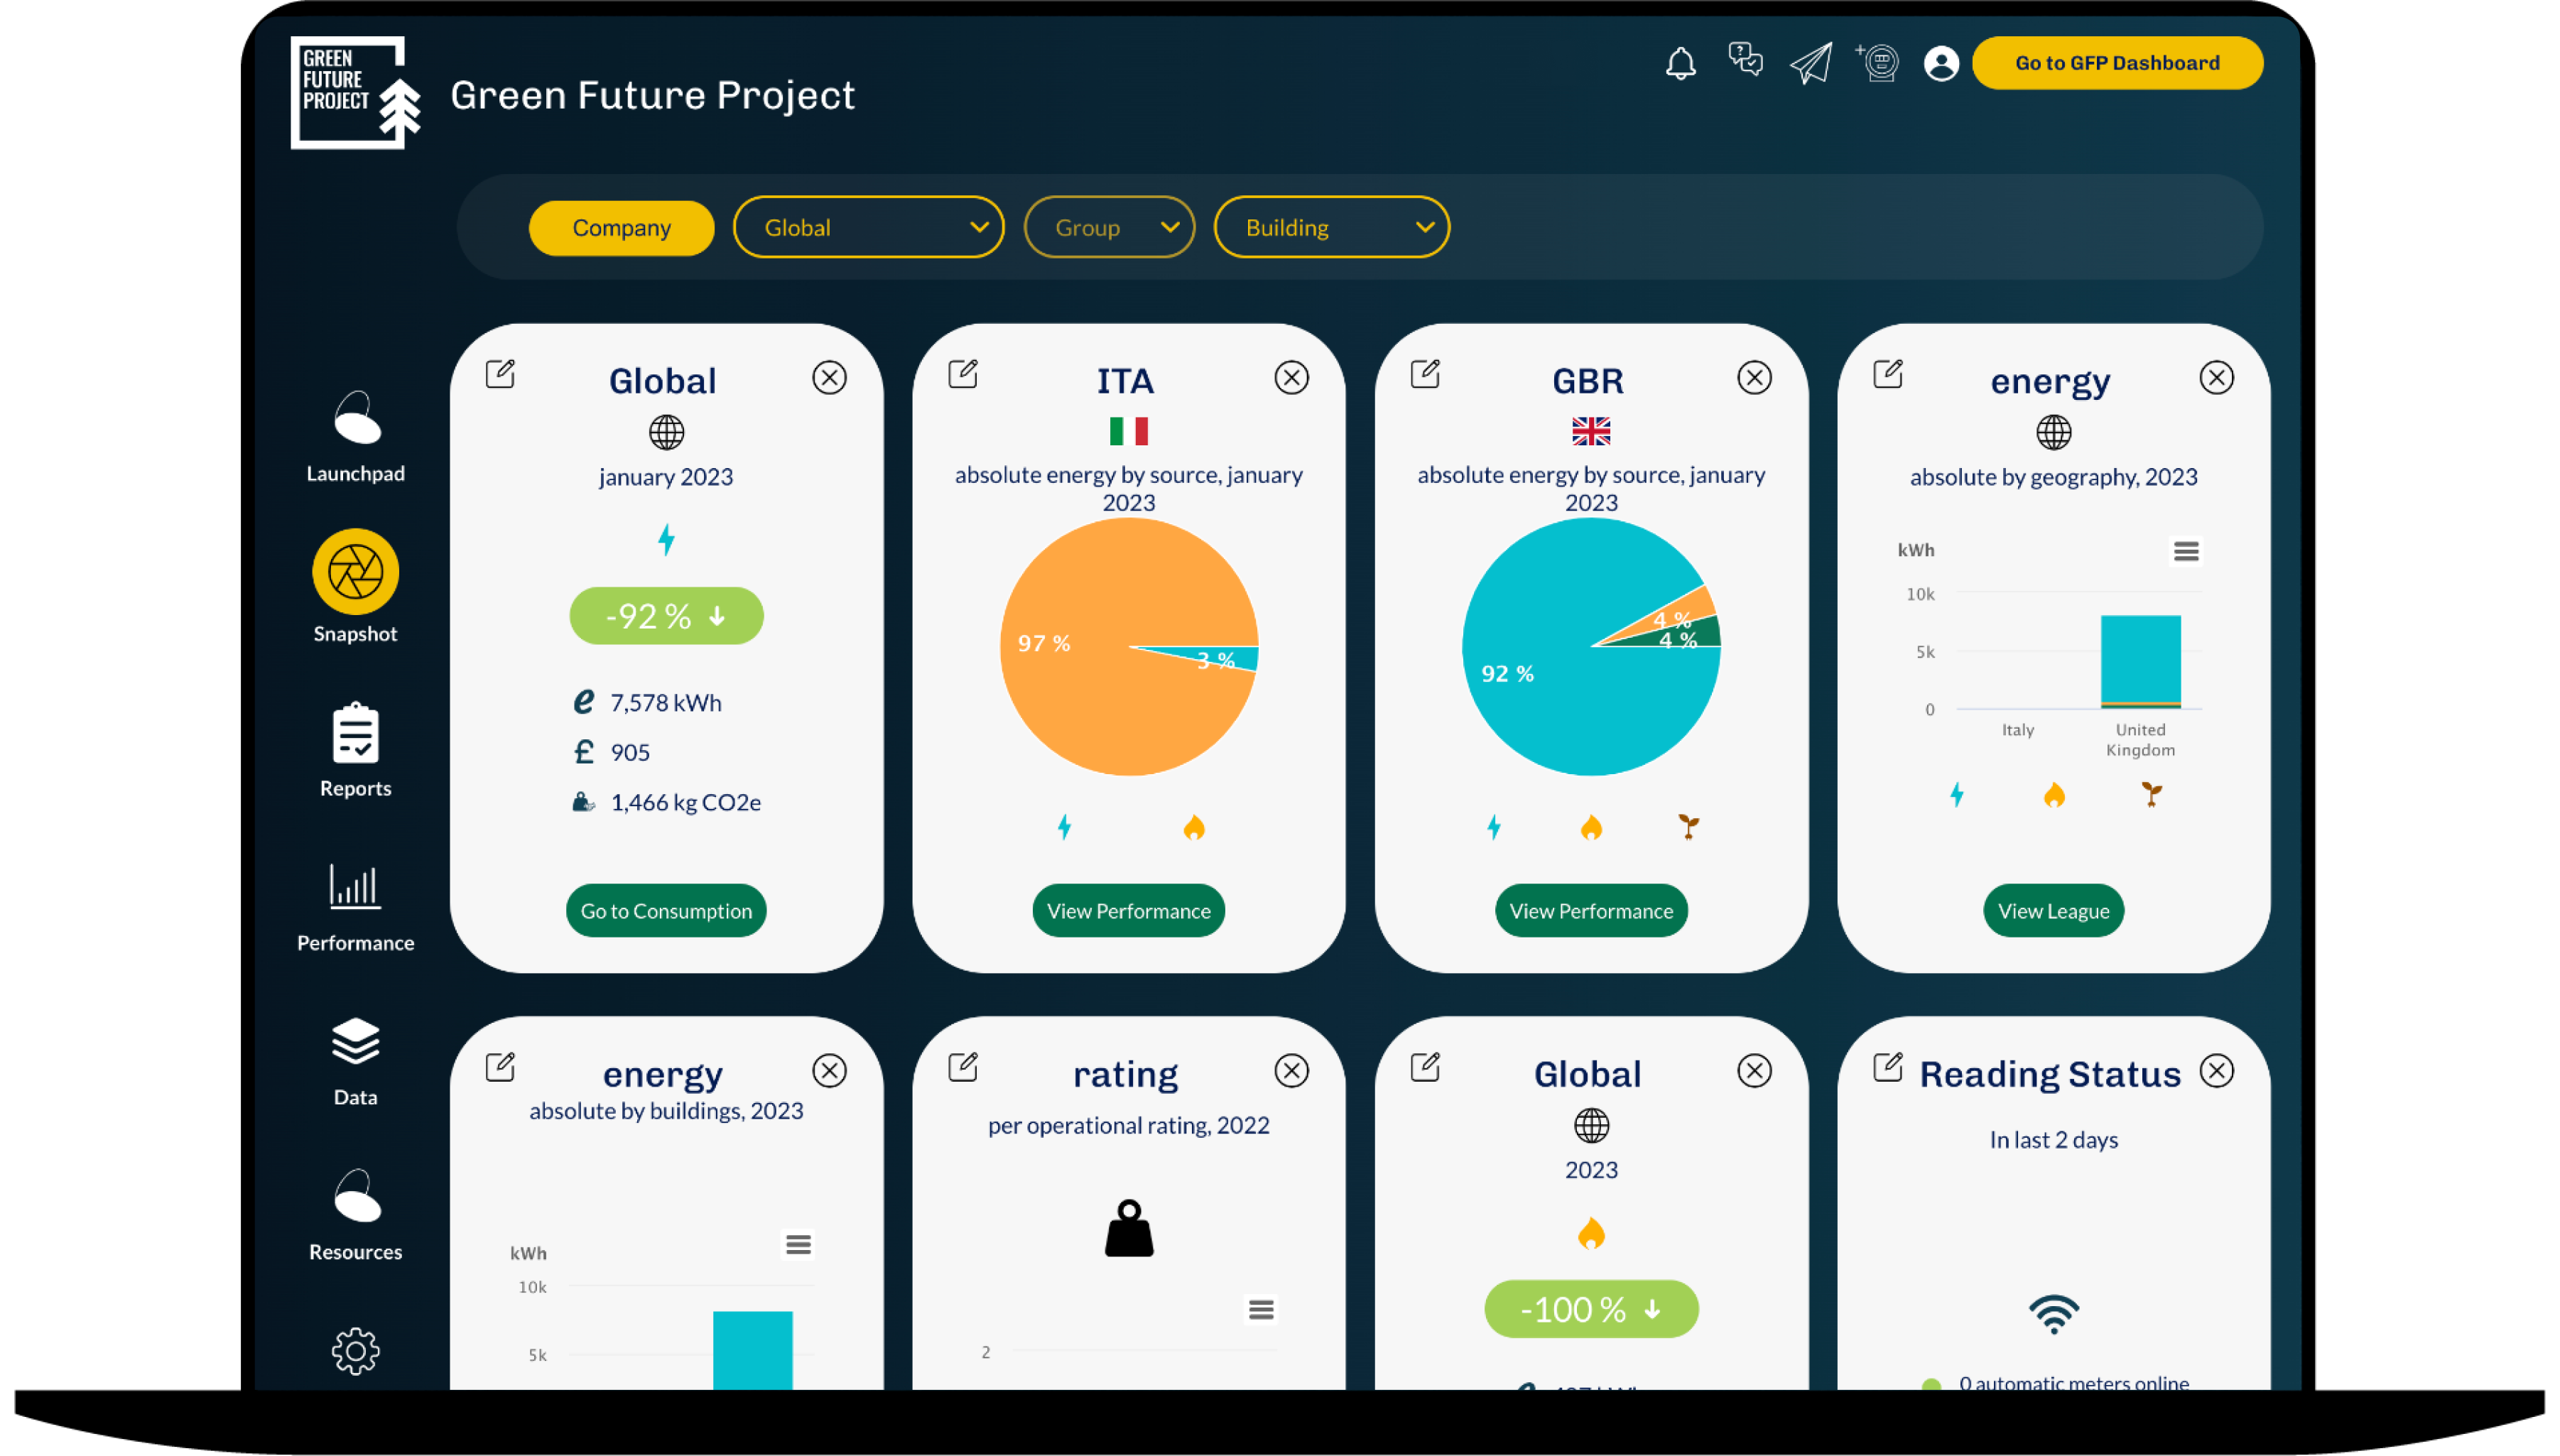 GREEN
FUTURE
PROJECT
Green Future Project
Go to GFP Dashboard
Company
Global
Group
Building
Launchpad
Snapshot
Reports
Performance
Data
Resources
Global
january 2023
-92 %
e 7,578 kWh
£ 905
1,466 kg CO2e
Go to Consumption
ITA
absolute energy by source, january
2023
97 %
3 %
View Performance
GBR
absolute energy by source, january
2023
4 %
4 %
92 %
View Performance
energy
absolute by geography, 2023
kWh
10k
5k
0
Italy
United
Kingdom
View League
energy
absolute by buildings, 2023
kWh
10k
5k
rating
per operational rating, 2022
2
Global
2023
-100 %
Reading Status
In last 2 days
0 automatic meters online